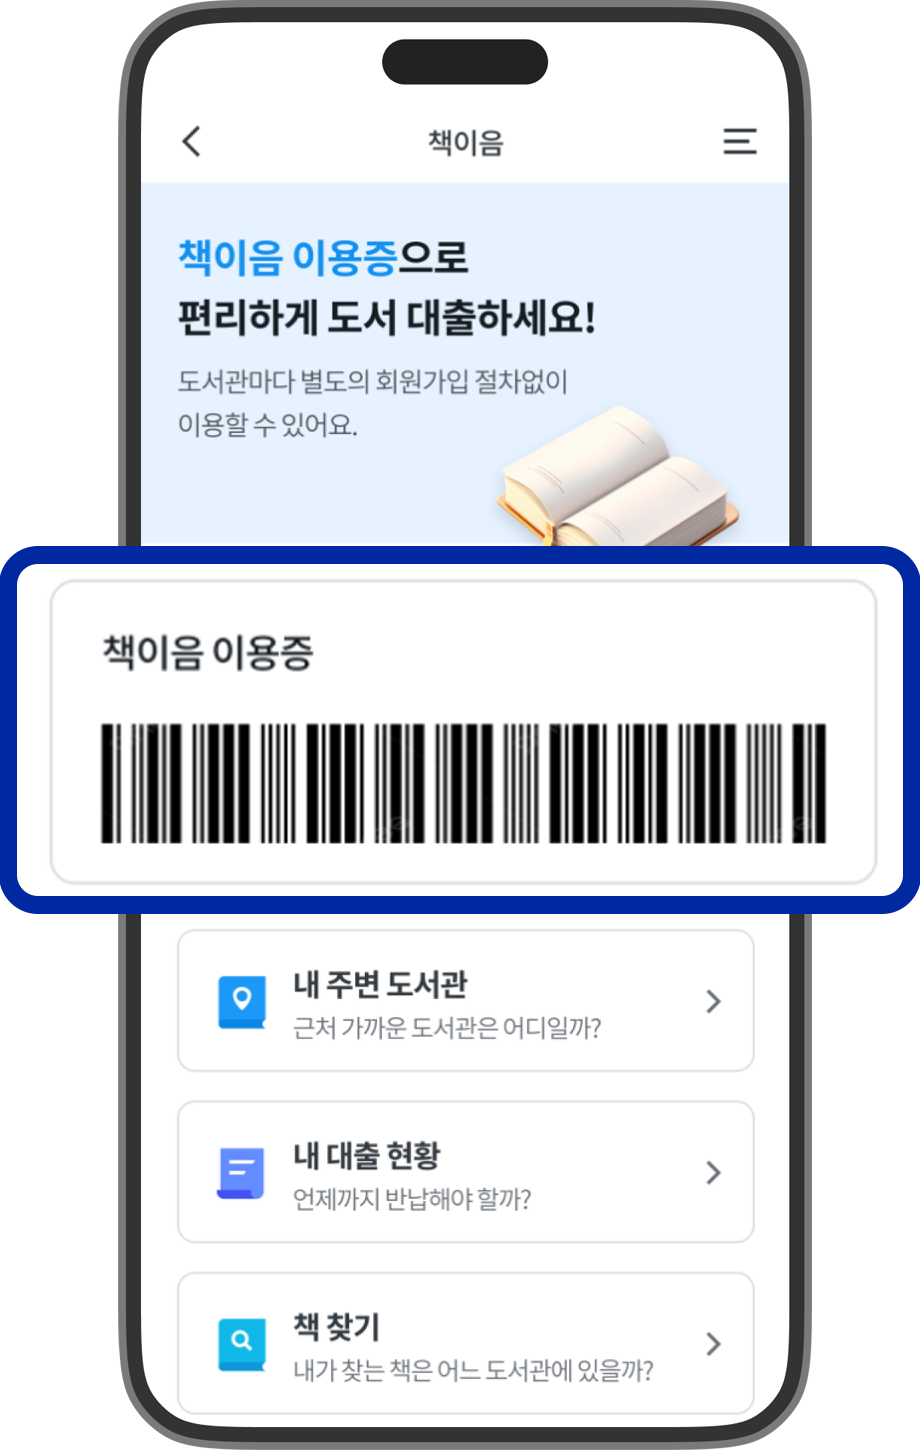 책이음
책이음 이용증으로
편리하게 도서 대출하세요!
도서관마다 별도의 회원가입 절차없이
이용할 수 있어요.
책이음 이용증
내 주변 도서관
근처 가까운 도서관은 어디일까?
내 대출 현황
언제까지 반납해야 할까?
책 찾기
내가 찾는 책은 어느 도서관에 있을까?